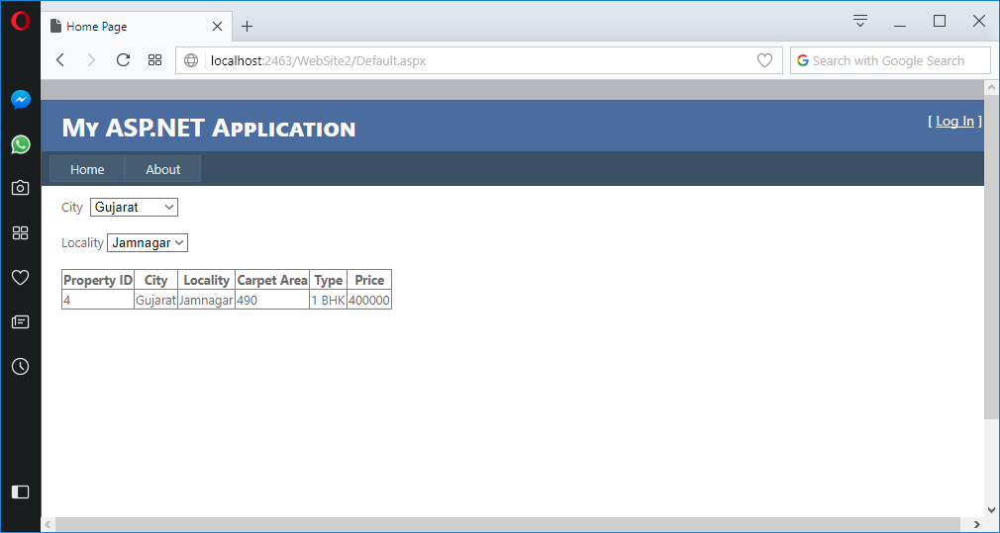 Home Page
localhost:2463/WebSite2/Default.aspx
Search with Google Search
My ASP.NET Application
[ Log In ]
Home About
City Gujarat
Locality Jamnagar
Property ID City Locality Carpet Area Type Price
4 Gujarat Jamnagar 490 1 BHK 400000